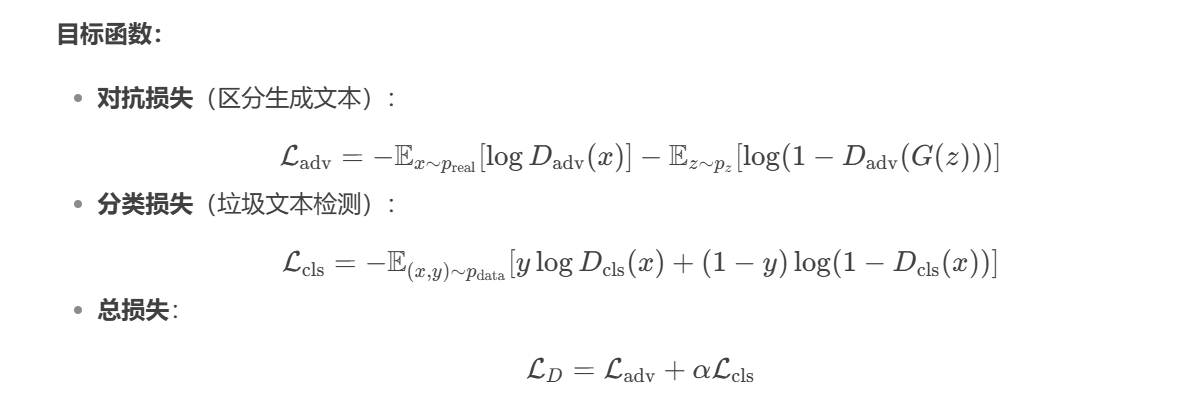 目标函数：
• 对抗损失（区分生成文本）：
$\mathcal{L}_{\text{adv}} = -\mathbb{E}_{x \sim p_{\text{real}}}[\log D_{\text{adv}}(x)] - \mathbb{E}_{z \sim p_z}[\log(1 - D_{\text{adv}}(G(z)))]$
• 分类损失（垃圾文本检测）：
$\mathcal{L}_{\text{cls}} = -\mathbb{E}_{(x,y) \sim p_{\text{data}}}[y \log D_{\text{cls}}(x) + (1 - y) \log(1 - D_{\text{cls}}(x))]$
• 总损失：
$\mathcal{L}_D = \mathcal{L}_{\text{adv}} + \alpha \mathcal{L}_{\text{cls}}$